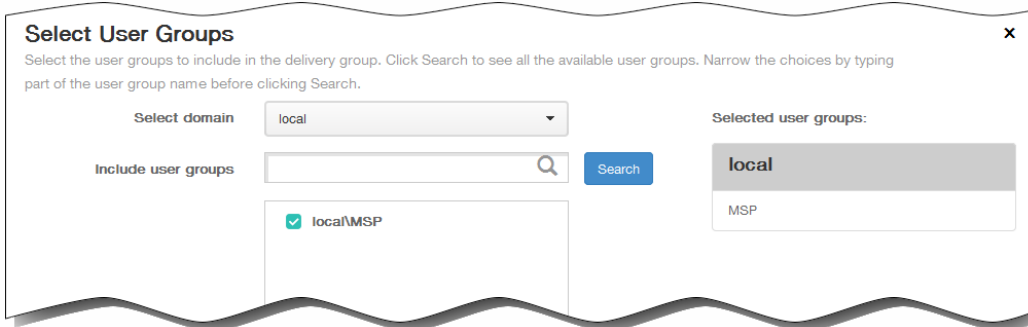 Select User Groups
×
Select the user groups to include in the delivery group. Click Search to see all the available user groups. Narrow the choices by typing
part of the user group name before clicking Search.
Select domain
local
Selected user groups:
Include user groups
Search
local
local\MSP
MSP